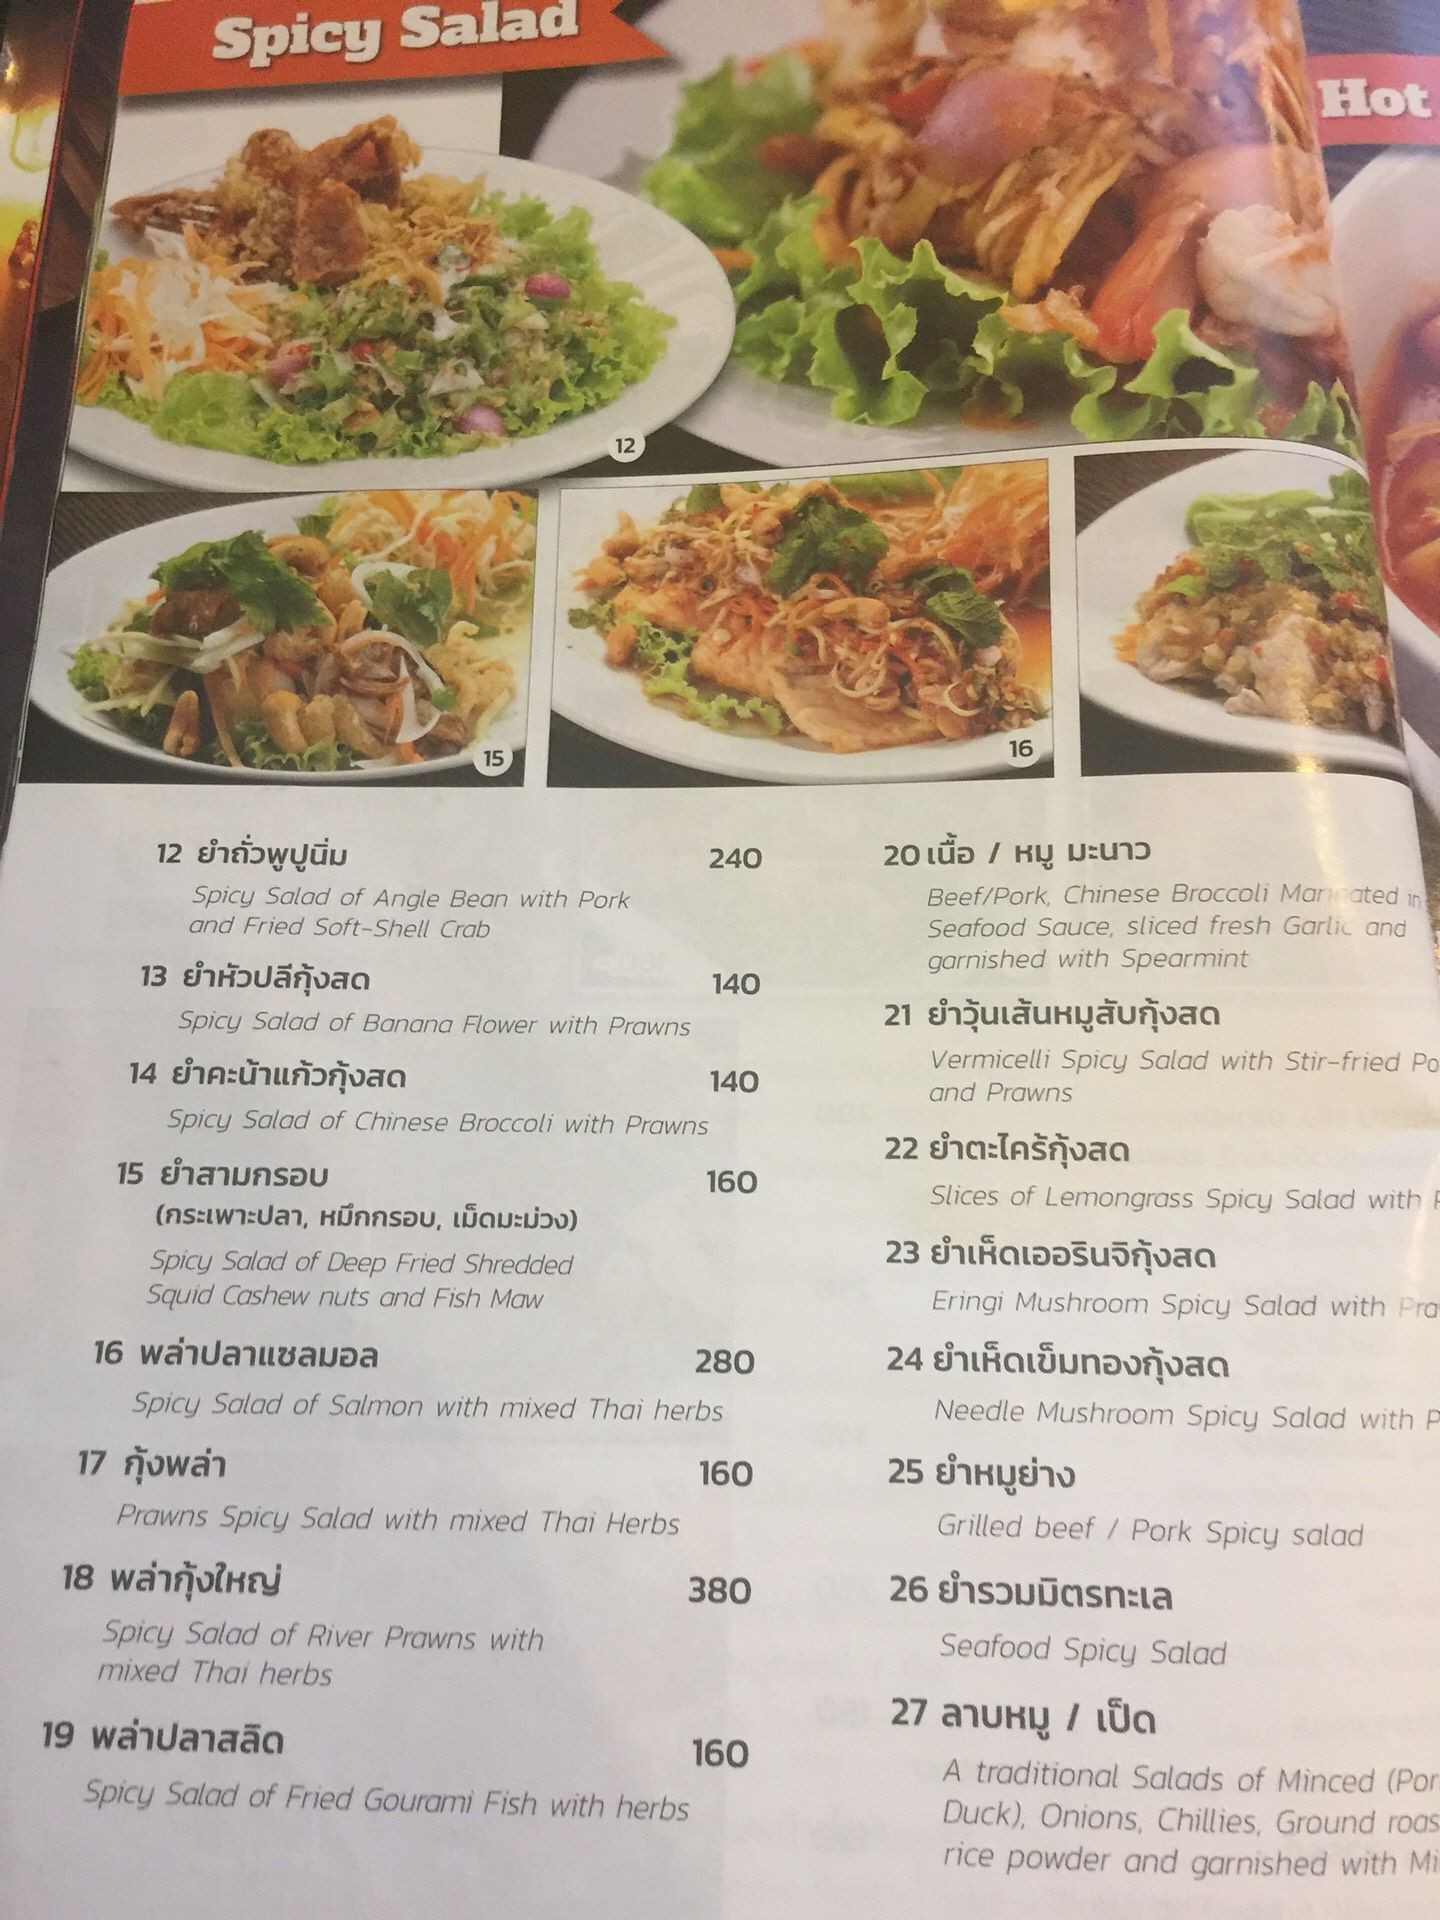 Spicy Salad
Hot
12
15
16
12 ยำถั่วพูปูนิ่ม 240
Spicy Salad of Angle Bean with Pork
and Fried Soft-Shell Crab
13 ยำหัวปลีกุ้งสด 140
Spicy Salad of Banana Flower with Prawns
14 ยำคะน้าแก้วกุ้งสด 140
Spicy Salad of Chinese Broccoli with Prawns
15 ยำสามกรอบ 160
(กระเพาะปลา, หมึกกรอบ, เม็ดมะม่วง)
Spicy Salad of Deep Fried Shredded
Squid Cashew nuts and Fish Maw
16 พล่าปลาแซลมอล 280
Spicy Salad of Salmon with mixed Thai herbs
17 กุ้งพล่า 160
Prawns Spicy Salad with mixed Thai Herbs
18 พล่ากุ้งใหญ่ 380
Spicy Salad of River Prawns with
mixed Thai herbs
19 พล่าปลาสลิด 160
Spicy Salad of Fried Gourami Fish with herbs
20 เนื้อ / หมู มะนาว
Beef/Pork, Chinese Broccoli Marinated in
Seafood Sauce, sliced fresh Garlic and
garnished with Spearmint
21 ยำวุ้นเส้นหมูสับกุ้งสด
Vermicelli Spicy Salad with Stir-fried
and Prawns
22 ยำตะไคร้กุ้งสด
Slices of Lemongrass Spicy Salad with
23 ยำเห็ดเออรินจิกุ้งสด
Eringi Mushroom Spicy Salad with
24 ยำเห็ดเข็มทองกุ้งสด
Needle Mushroom Spicy Salad with
25 ยำหมูย่าง
Grilled beef / Pork Spicy salad
26 ยำรวมมิตรทะเล
Seafood Spicy Salad
27 ลาบหมู / เป็ด
A traditional Salads of Minced
Duck), Onions, Chillies, Ground
rice powder and garnished with